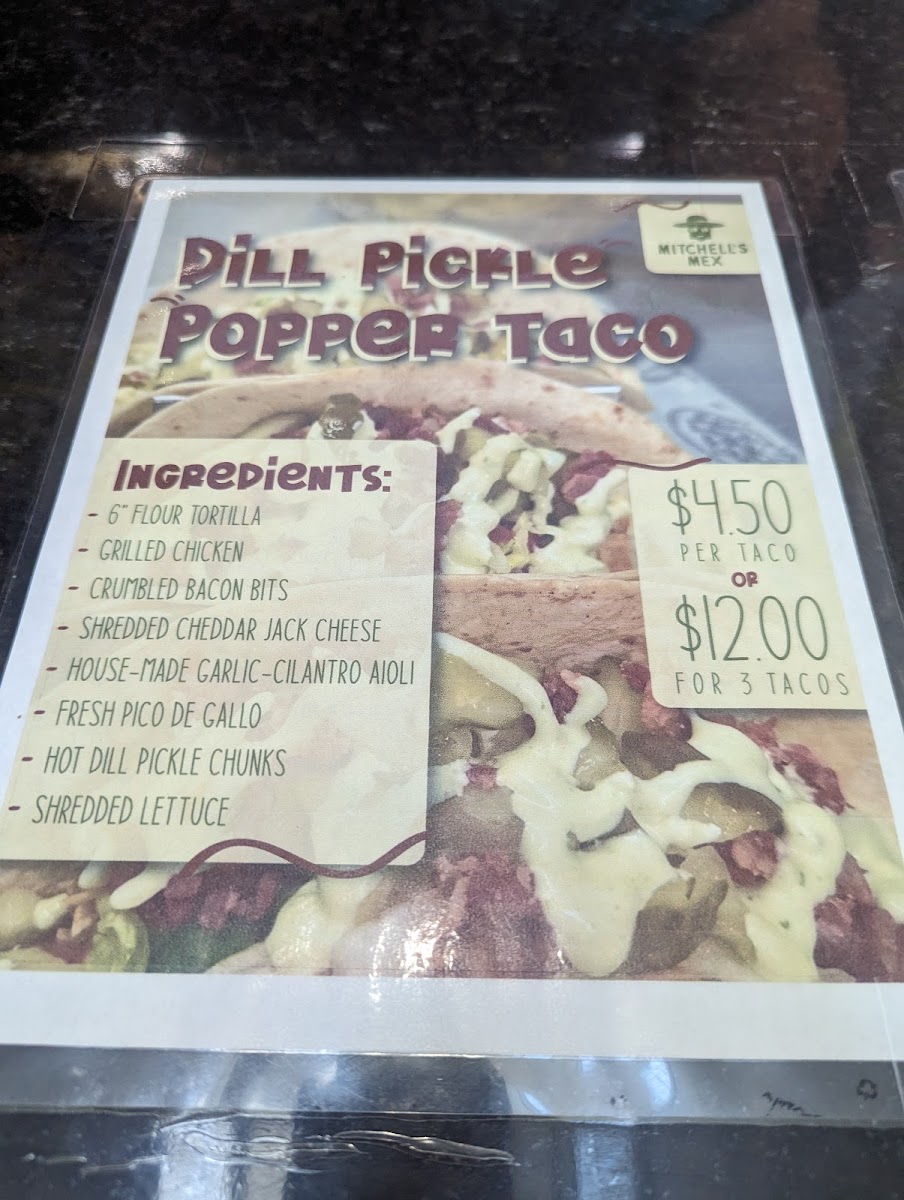 Dill Pickle
Popper Taco
MITCHELL'S
MEX
Ingredients:
- 6" FLOUR TORTILLA
- GRILLED CHICKEN
- CRUMBLED BACON BITS
- SHREDDED CHEDDAR JACK CHEESE
- HOUSE-MADE GARLIC-CILANTRO AIOLI
- FRESH PICO DE GALLO
- HOT DILL PICKLE CHUNKS
- SHREDDED LETTUCE
$4.50
PER TACO
OR
$12.00
FOR 3 TACOS